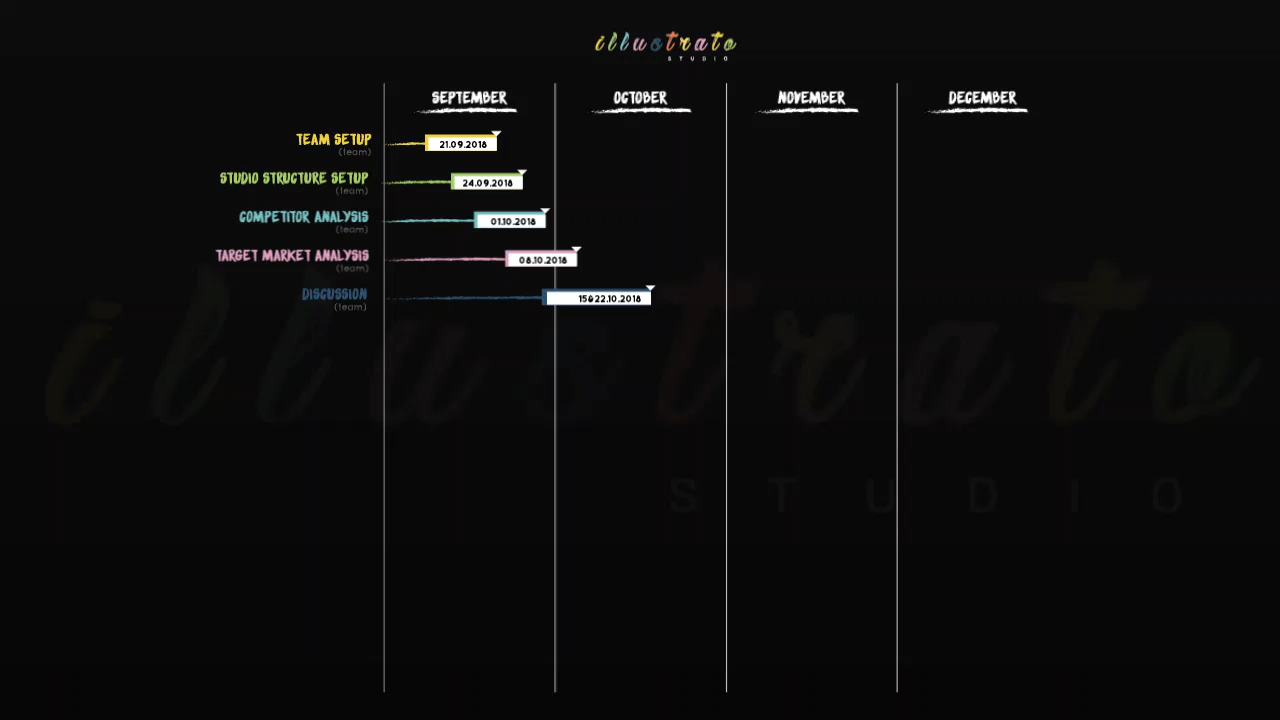 illustrato
STUDIO
SEPTEMBER OCTOBER NOVEMBER DECEMBER
TEAM SETUP 21.09.2018
(team)
STUDIO STRUCTURE SETUP 24.09.2018
(team)
COMPETITOR ANALYSIS 01.10.2018
(team)
TARGET MARKET ANALYSIS 08.10.2018
(team)
DISCUSSION 15&22.10.2018
(team)
illustrato
STUDIO